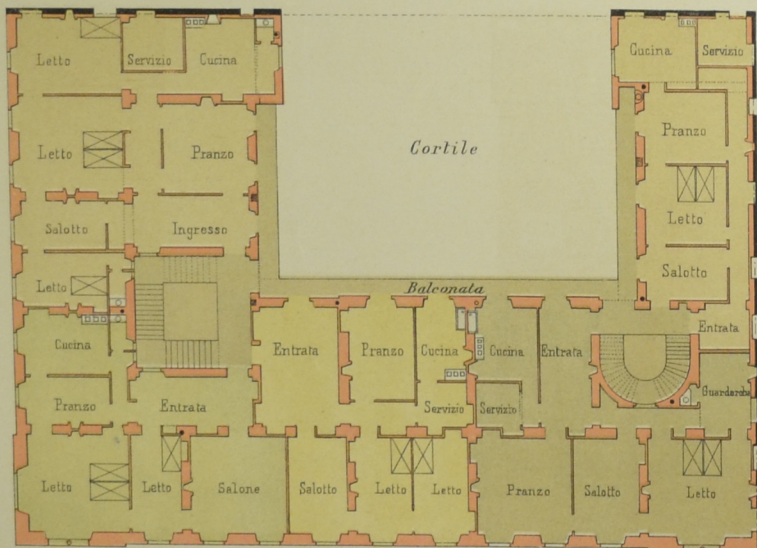 Letto
Servizio
Cucina
Cucina
Servizio
Letto
Pranzo
Cortile
Pranzo
Letto
Salotto
Ingresso
Salotto
Letto
Balconata
Entrata
Cucina
Entrata
Pranzo
Cucina
Cucina
Entrata
Pranzo
Entrata
Servizio
Servizio
Letto
Letto
Salone
Salotto
Letto
Letto
Pranzo
Salotto
Letto